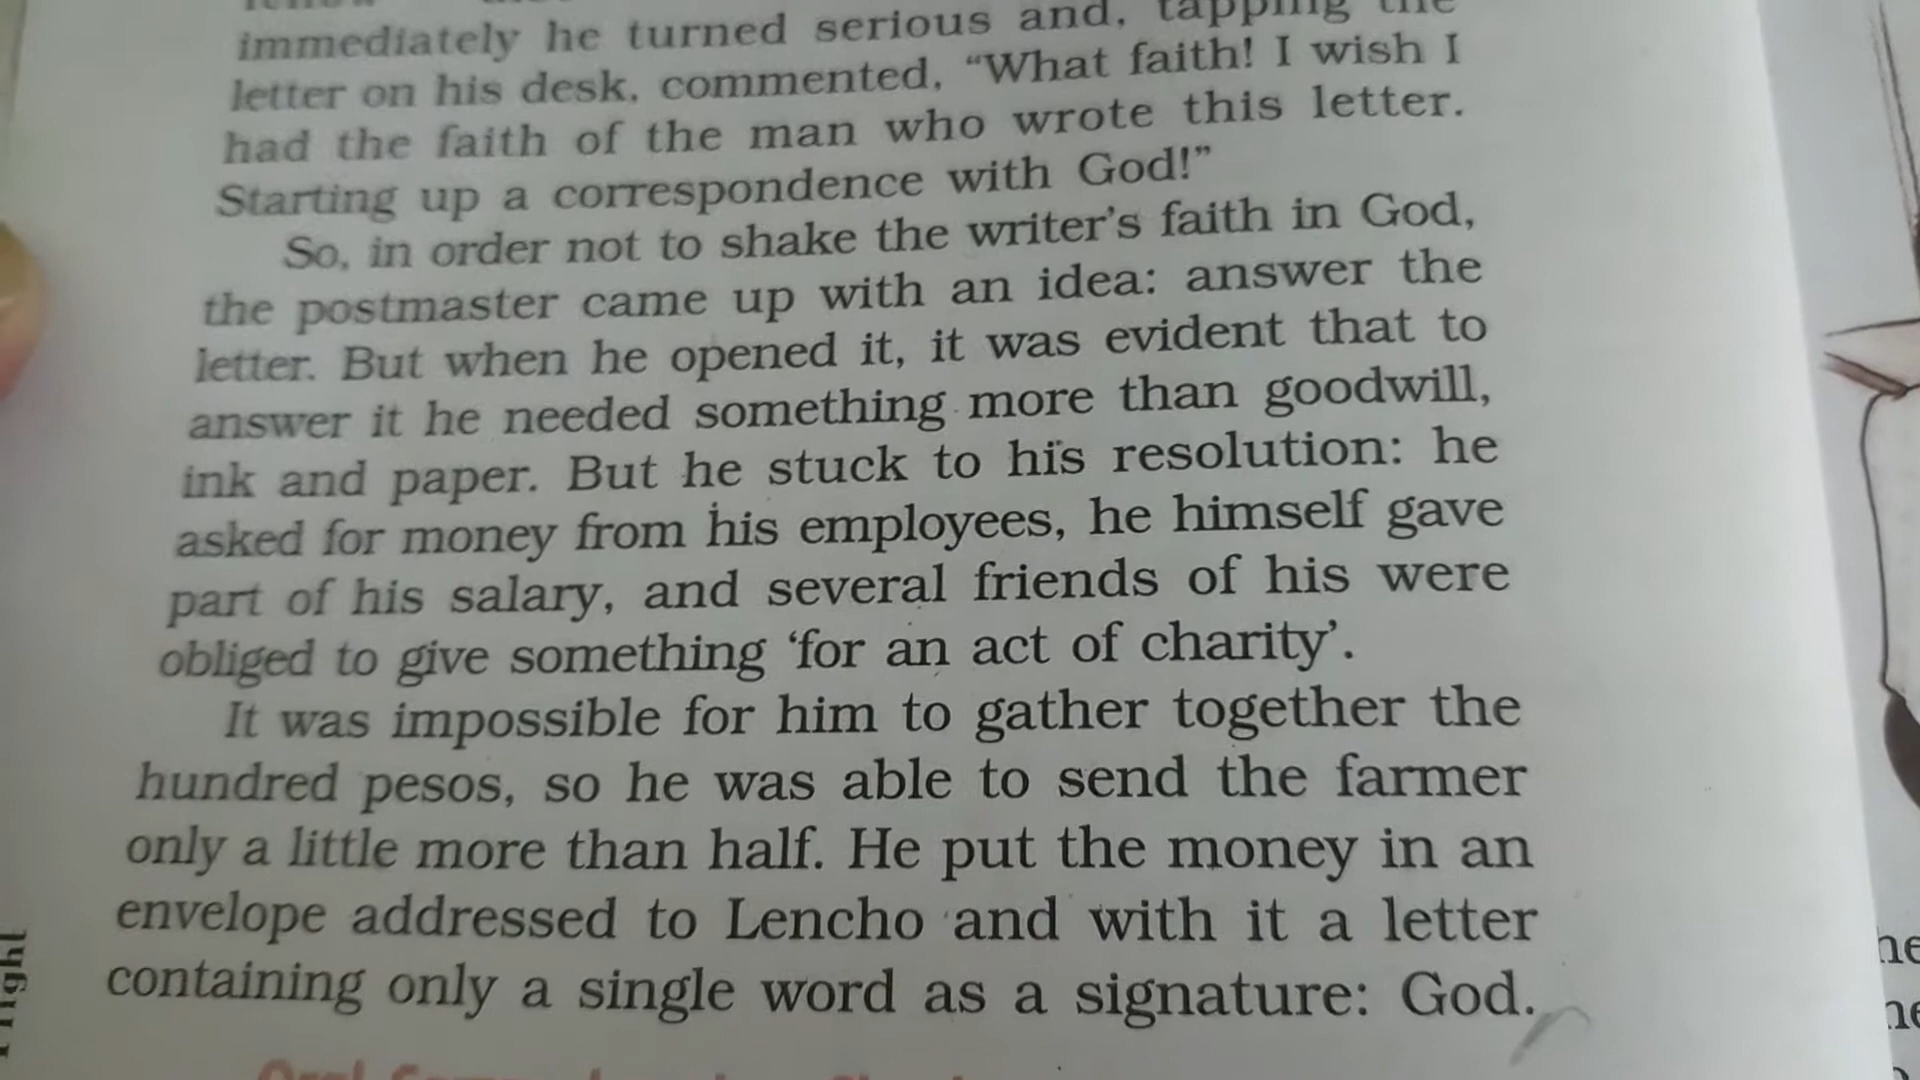 immediately he turned serious and, tapping the
letter on his desk, commented, “What faith! I wish I
had the faith of the man who wrote this letter.
Starting up a correspondence with God!”
So, in order not to shake the writer’s faith in God,
the postmaster came up with an idea: answer the
letter. But when he opened it, it was evident that to
answer it he needed something more than goodwill,
ink and paper. But he stuck to his resolution: he
asked for money from his employees, he himself gave
part of his salary, and several friends of his were
obliged to give something ‘for an act of charity’.
It was impossible for him to gather together the
hundred pesos, so he was able to send the farmer
only a little more than half. He put the money in an
envelope addressed to Lencho and with it a letter
containing only a single word as a signature: God.